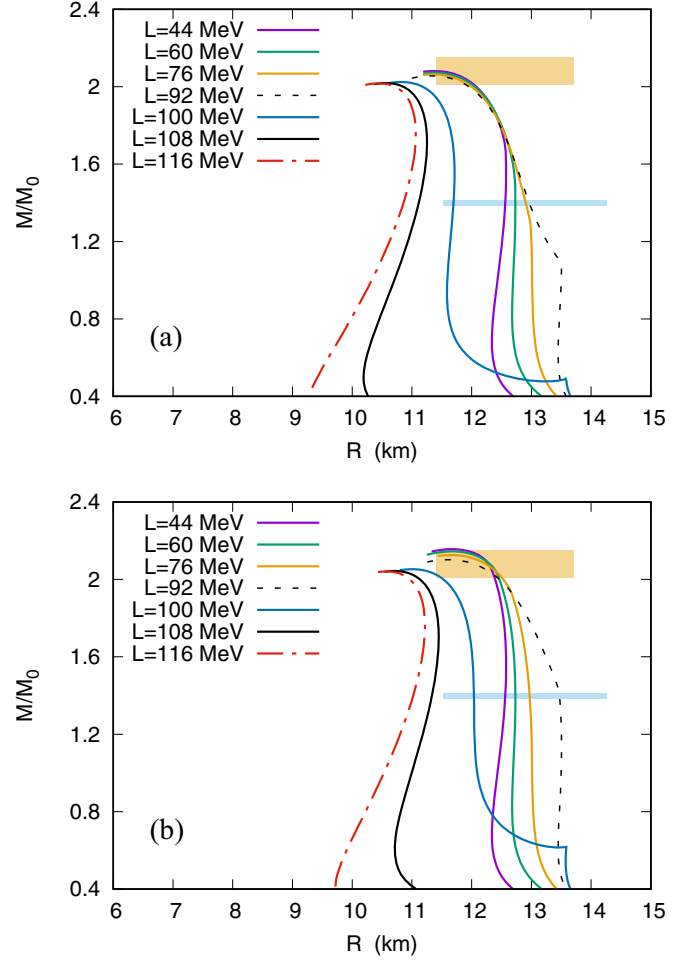 2.4
2
1.6
1.2
0.8
0.4
M/M0
L=44 MeV
L=60 MeV
L=76 MeV
L=92 MeV
L=100 MeV
L=108 MeV
L=116 MeV
(a)
6 7 8 9 10 11 12 13 14 15
R (km)
2.4
2
1.6
1.2
0.8
0.4
M/M0
L=44 MeV
L=60 MeV
L=76 MeV
L=92 MeV
L=100 MeV
L=108 MeV
L=116 MeV
(b)
6 7 8 9 10 11 12 13 14 15
R (km)